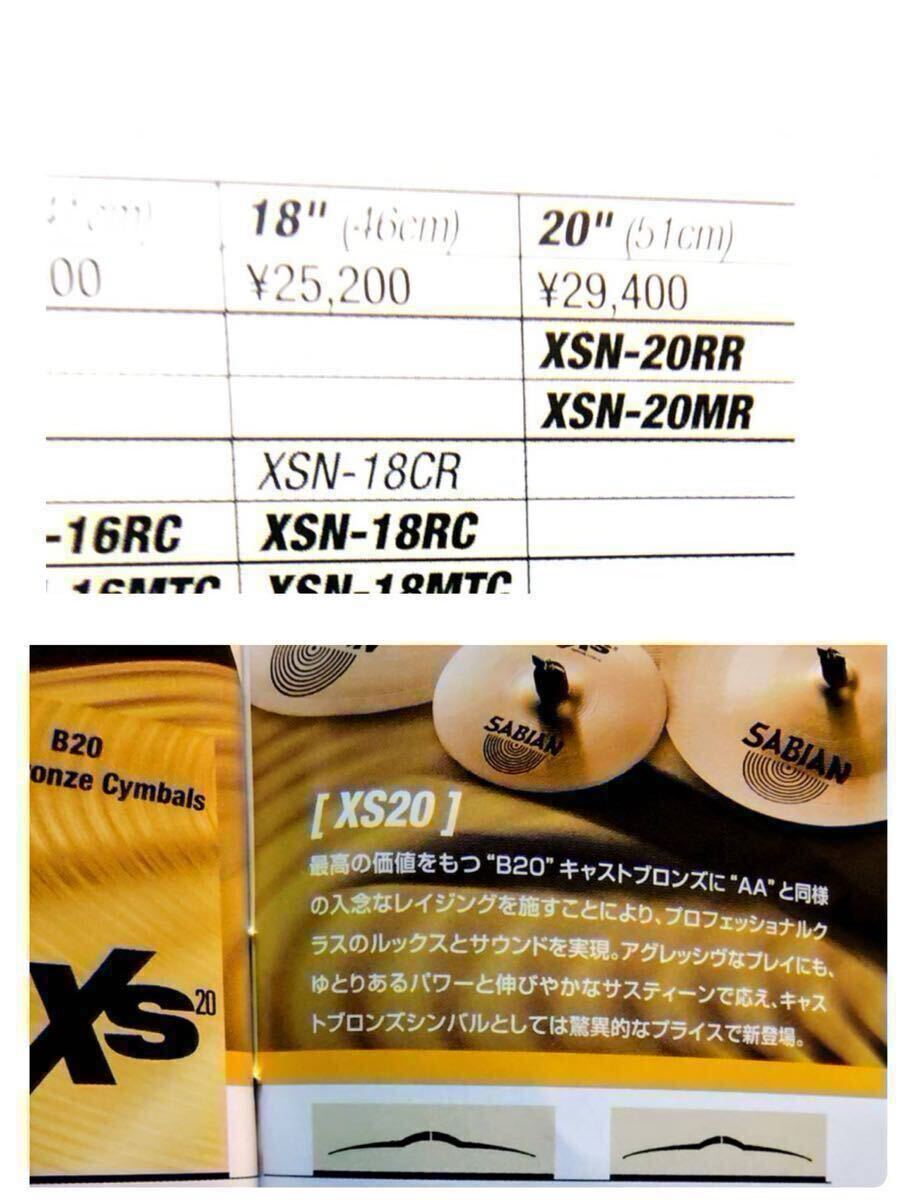 18" (46cm) 20" (51cm)
00 ¥25,200 ¥29,400
XSN-20RR
XSN-20MR
XSN-18CR
-16RC XSN-18RC
16MTC XSN-18MTC
B20
onze Cymbals
Xs20
SABIAN
SABIAN
[ XS20 ]
最高の価値をもつ“B20”キャストブロンズに“AA”と同様
の入念なレイジングを施すことにより、プロフェッショナルク
ラスのルックスとサウンドを実現。アグレッシヴなプレイにも、
ゆとりあるパワーと伸びやかなサスティーンで応え、キャス
トブロンズシンバルとしては驚異的なプライスで新登場。